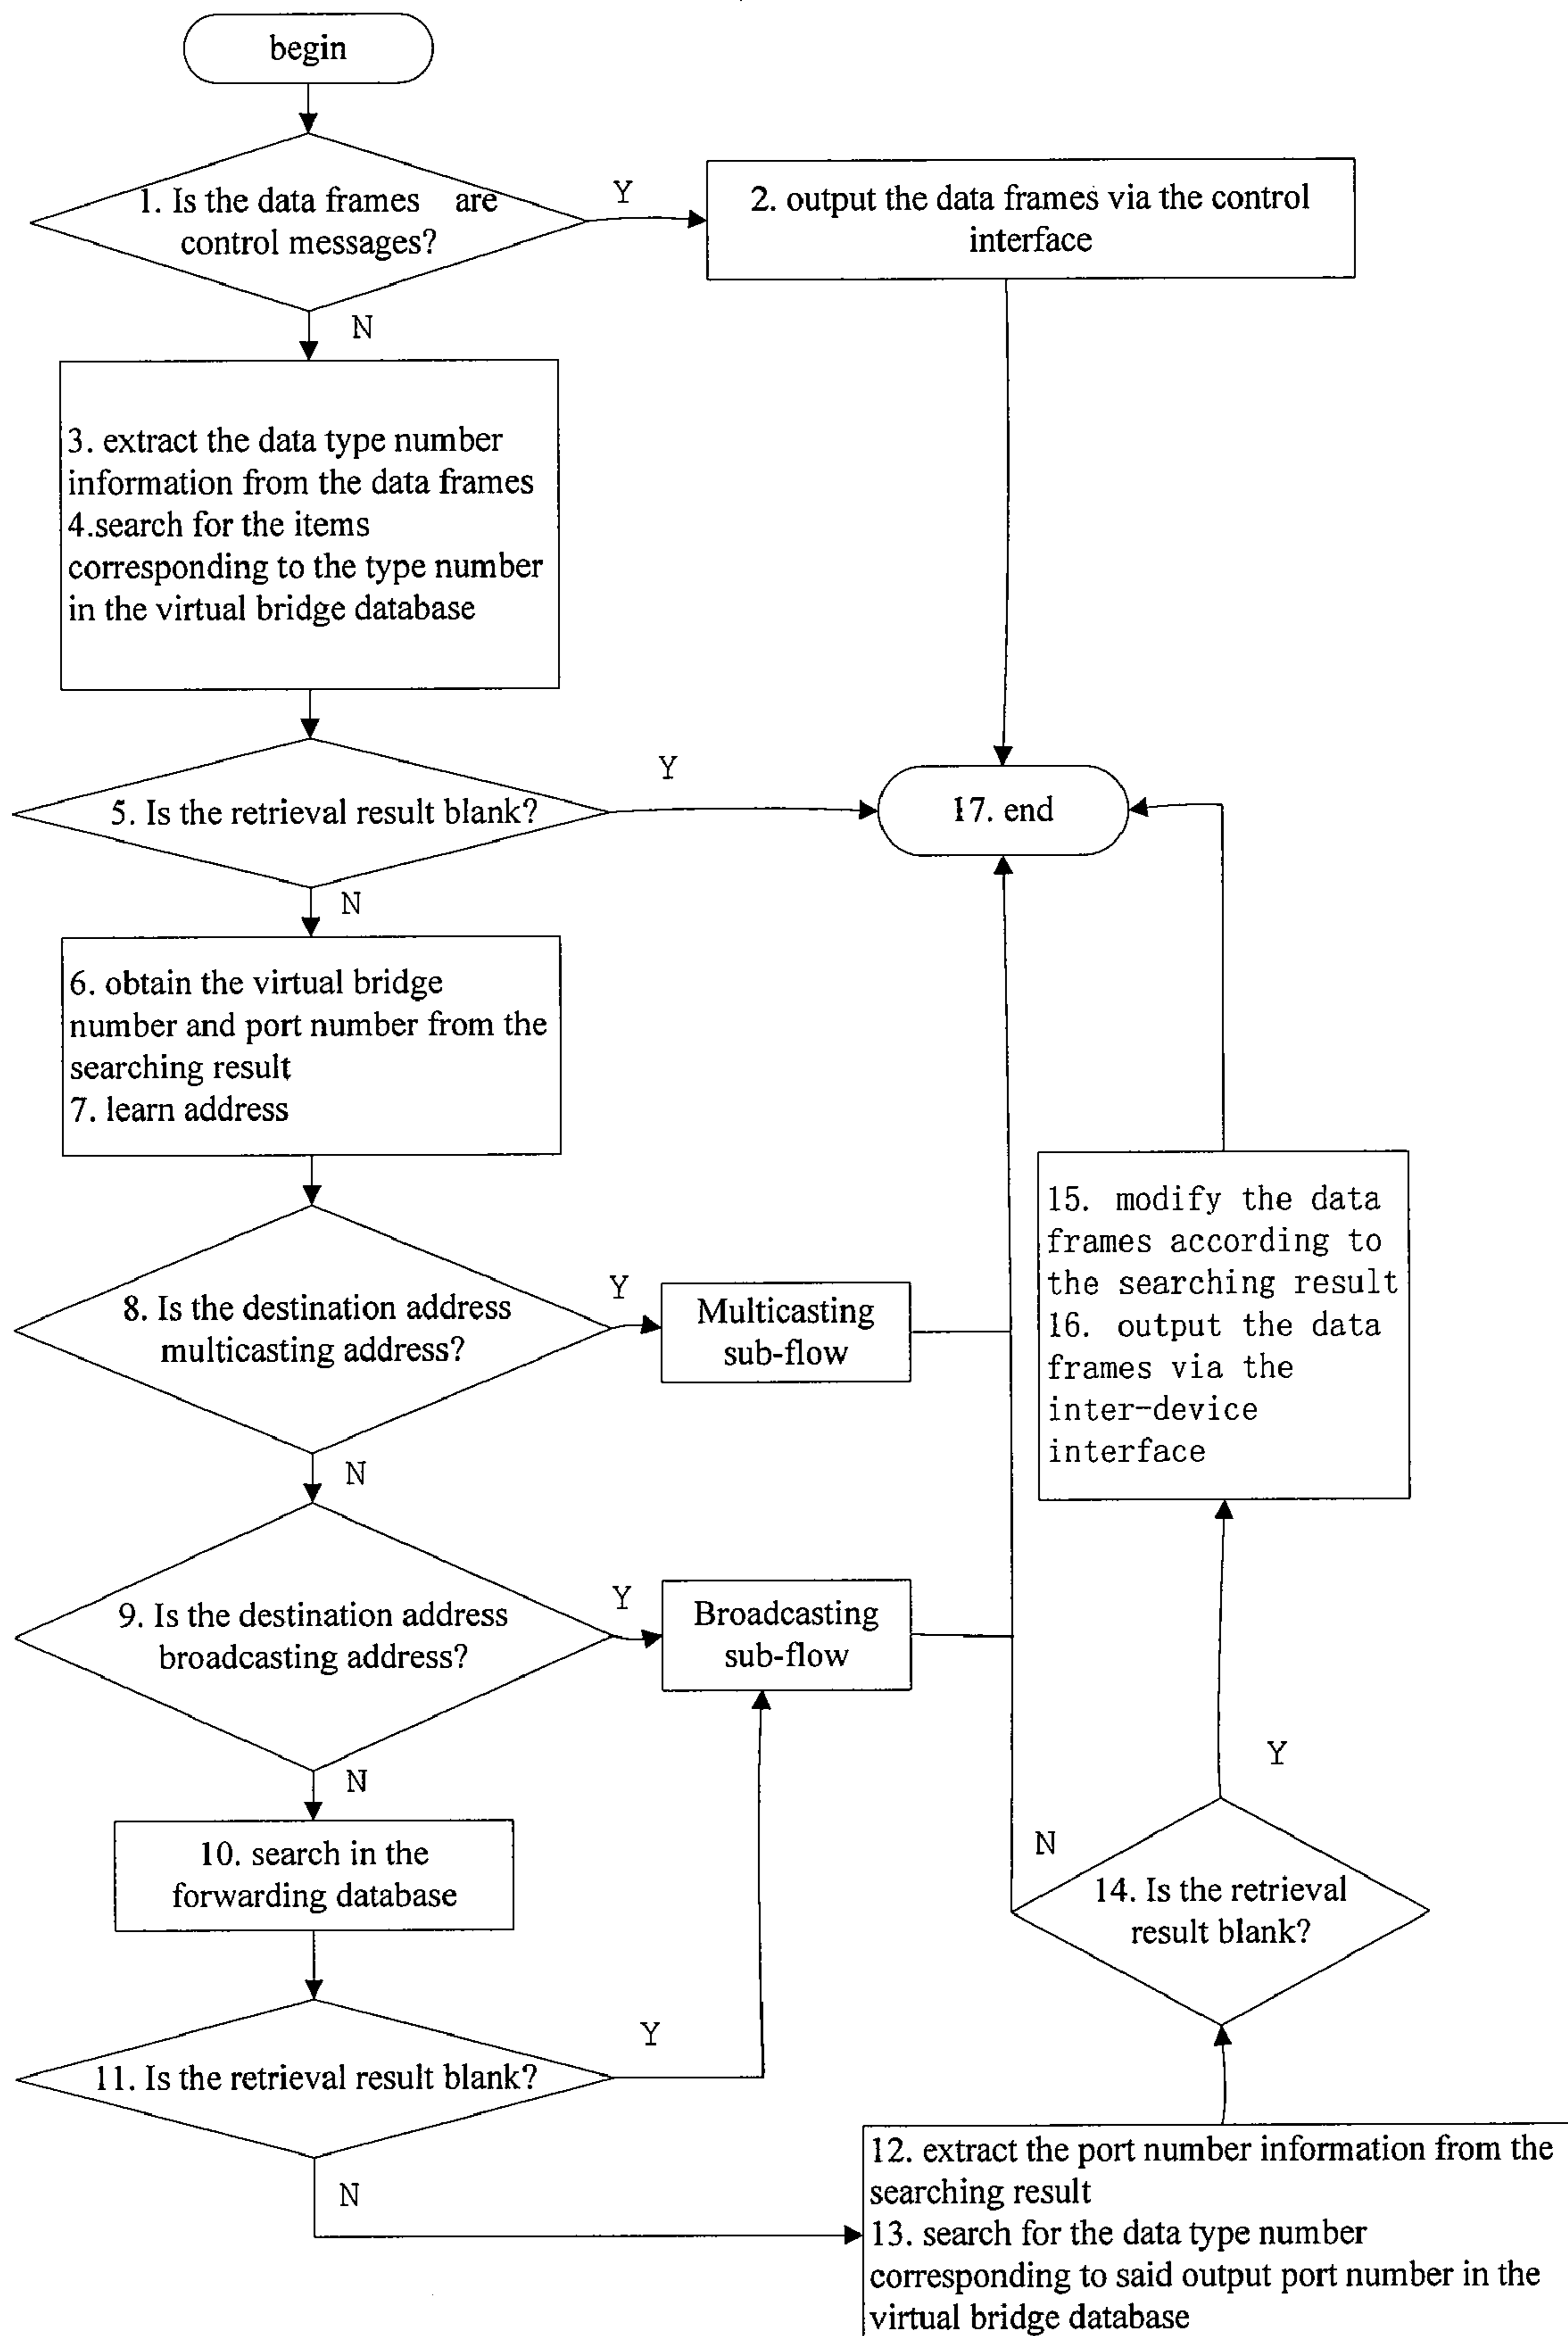 begin
1. Is the data frames are
control messages?
Y
2. output the data frames via the control
interface
N
3. extract the data type number
information from the data frames
4.search for the items
corresponding to the type number
in the virtual bridge database
5. Is the retrieval result blank?
Y
17. end
N
6. obtain the virtual bridge
number and port number from the
searching result
7. learn address
8. Is the destination address
multicasting address?
Y
Multicasting
sub-flow
N
9. Is the destination address
broadcasting address?
Y
Broadcasting
sub-flow
N
10. search in the
forwarding database
11. Is the retrieval result blank?
Y
N
12. extract the port number information from the
searching result
13. search for the data type number
corresponding to said output port number in the
virtual bridge database
14. Is the retrieval
result blank?
N
Y
15. modify the data
frames according to
the searching result
16. output the data
frames via the
inter-device
interface